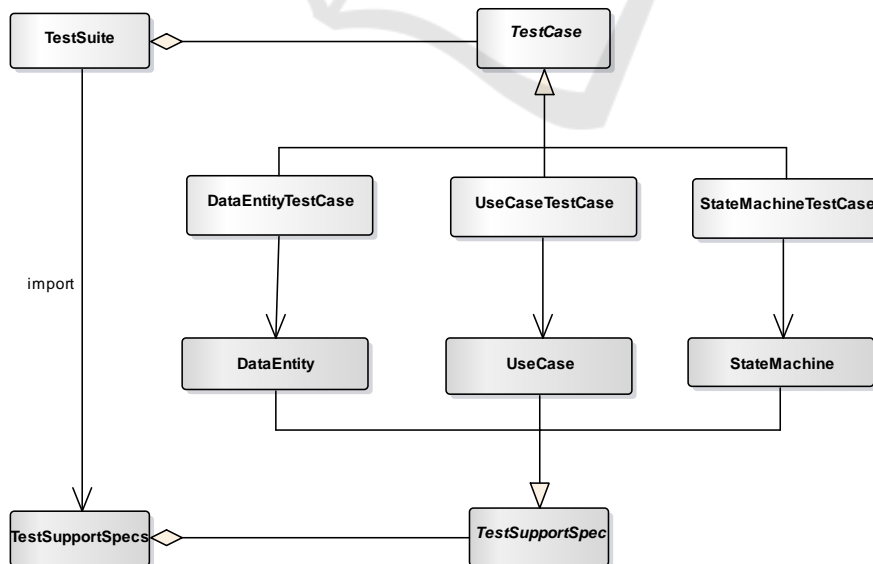 TestSuite
TestCase
DataEntityTestCase
UseCaseTestCase
StateMachineTestCase
import
DataEntity
UseCase
StateMachine
TestSupportSpecs
TestSupportSpec